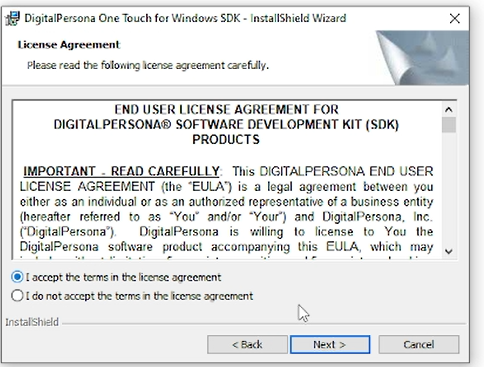 DigitalPersona One Touch for Windows SDK - InstallShield Wizard
License Agreement
Please read the following license agreement carefully.
END USER LICENSE AGREEMENT FOR
DIGITALPERSONA® SOFTWARE DEVELOPMENT KIT (SDK)
PRODUCTS
IMPORTANT - READ CAREFULLY: This DIGITALPERSONA END USER
LICENSE AGREEMENT (the "EULA") is a legal agreement between you
either as an individual or as an authorized representative of a business entity
(hereafter referred to as "You" and/or "Your") and DigitalPersona, Inc.
("DigitalPersona"). DigitalPersona is willing to license to You the
DigitalPersona software product accompanying this EULA, which may
I accept the terms in the license agreement
I do not accept the terms in the license agreement
InstallShield
< Back
Next >
Cancel